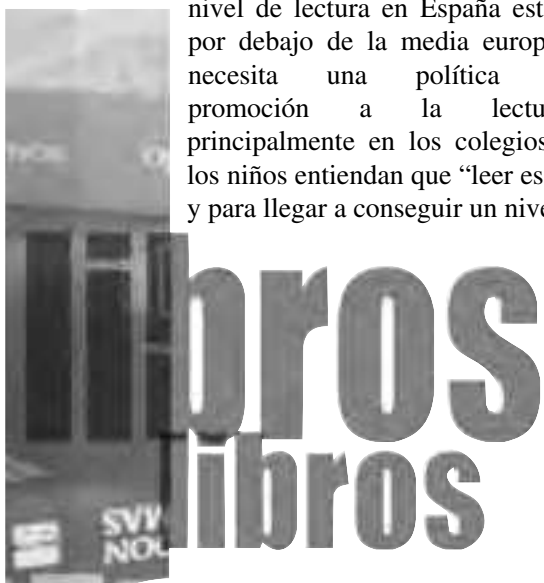 nivel de lectura en España est
por debajo de la media europ
necesita una política
promoción a la lectu
principalmente en los colegios
los niños entiendan que “leer es
y para llegar a conseguir un nive
bros
libros